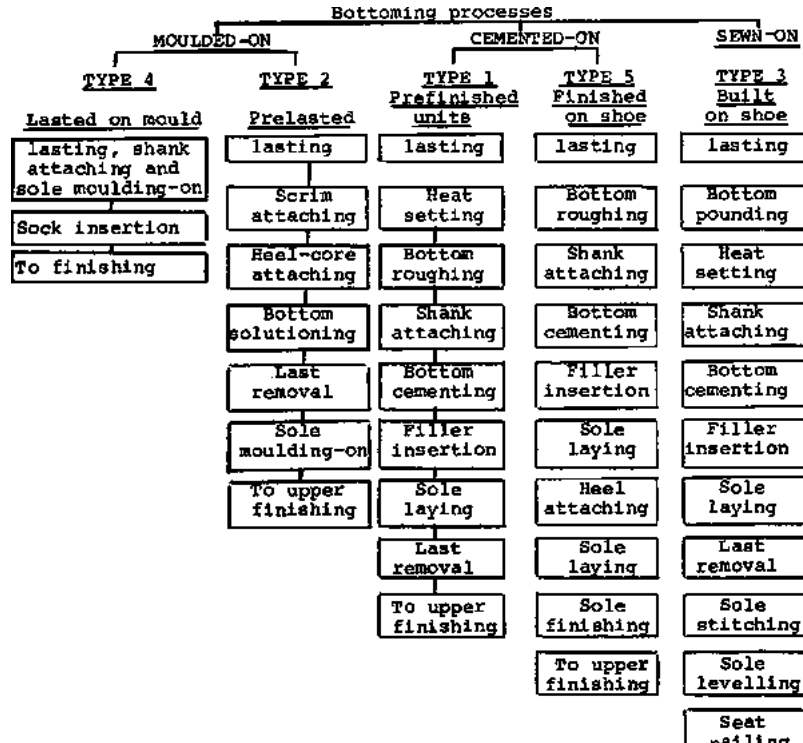 Bottoming processes
MOULDED-ON
CEMENTED-ON
SEWN-ON
TYPE 4
Lasted on mould
lasting, shank
attaching and
sole moulding-on
Sock insertion
To finishing
TYPE 2
Prelasted
lasting
Scrim
attaching
Heel-core
attaching
Bottom
solutioning
Last
removal
Sole
moulding-on
To upper
finishing
TYPE 1
Prefinished
units
lasting
Heat
setting
Bottom
roughing
Shank
attaching
Bottom
cementing
Filler
insertion
Sole
laying
Last
removal
To upper
finishing
TYPE 5
Finished
on shoe
lasting
Bottom
roughing
Shank
attaching
Bottom
cementing
Filler
insertion
Sole
laying
Heel
attaching
Sole
laying
Sole
finishing
To upper
finishing
TYPE 3
Built
on shoe
lasting
Bottom
pounding
Heat
setting
Shank
attaching
Bottom
cementing
Filler
insertion
Sole
laying
Last
removal
Sole
stitching
Sole
levelling
Seat